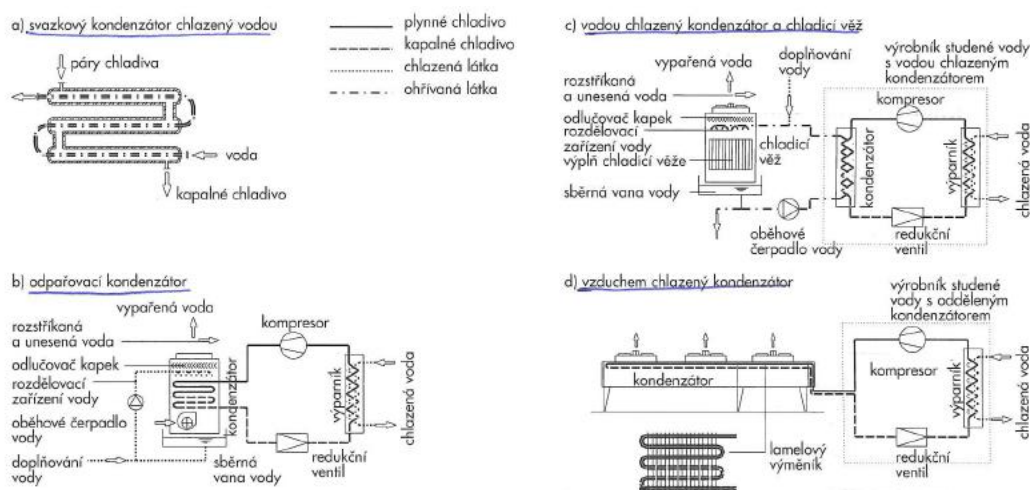 a) svazkový kondenzátor chlazený vodou
páry chladiva
voda
kapalné chladivo
plynné chladivo
kapalné chladivo
chlazená látka
ohřívaná látka
b) odpařovací kondenzátor
vypařená voda
rozstříkaná
a unesená voda
odlučovač kapek
rozdělovací
zařízení vody
oběhové čerpadlo
vody
doplňování
vody
sběrná
vana vody
kondenzátor
kompresor
výparník
redukční
ventil
chlazená voda
c) vodou chlazený kondenzátor a chladicí věž
vypařená voda
doplňování
vody
rozstříkaná
a unesená voda
odlučovač kapek
rozdělovací
zařízení vody
výplň chladicí věže
sběrná vana vody
chladicí
věž
oběhové
čerpadlo vody
výrobník studené vody
s vodou chlazeným
kondenzátorem
kompresor
kondenzátor
výparník
redukční
ventil
chlazená voda
d) vzduchem chlazený kondenzátor
kondenzátor
lamelový
výměník
výrobník studené
vody s odděleným
kondenzátorem
kompresor
výparník
redukční
ventil
chlazená voda